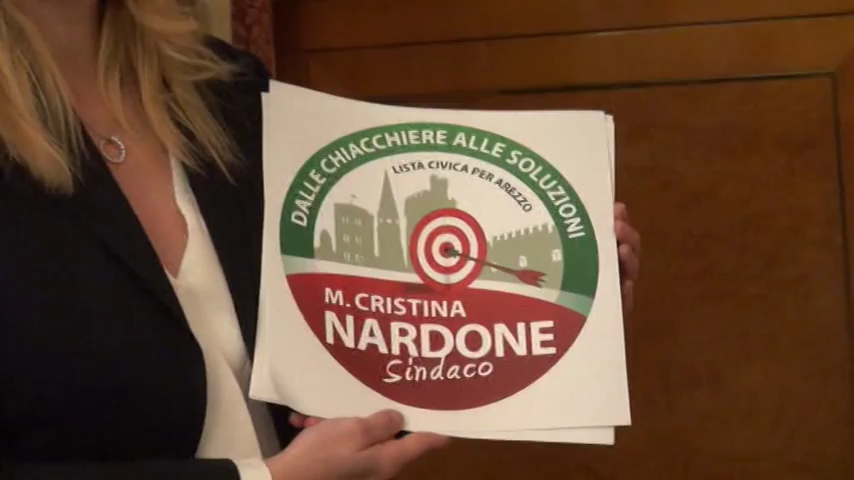 DALLE CHIACCHIERE ALLE SOLUZIONI
LISTA CIVICA PER AREZZO
M. CRISTINA
NARDONE
Sindaco